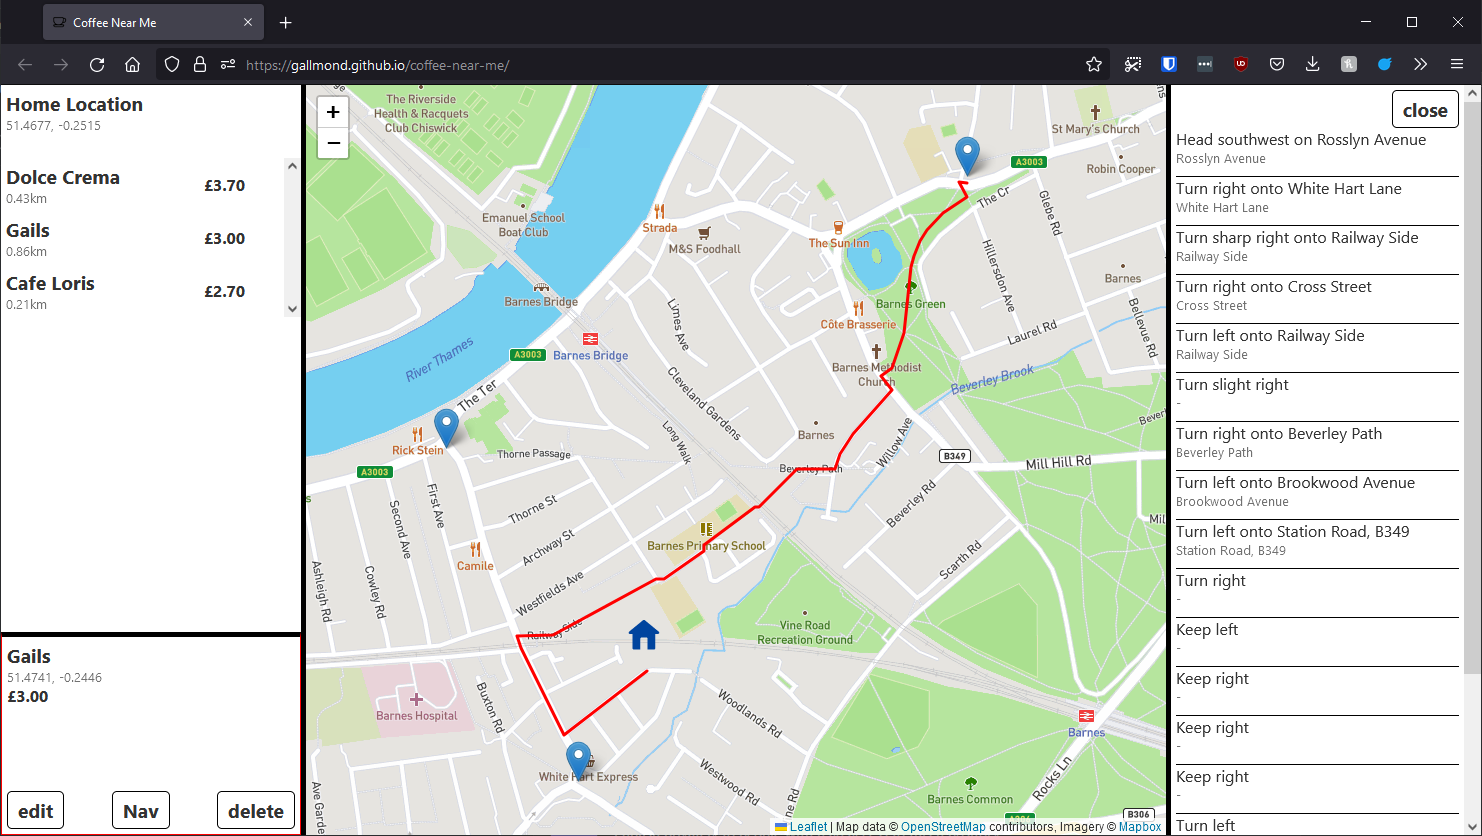 Coffee Near Me
https://gallmond.github.io/coffee-near-me/
Home Location
51.4677, -0.2515
Dolce Crema
£3.70
0.43km
Gails
£3.00
0.86km
Cafe Loris
£2.70
0.21km
Gails
51.4741, -0.2446
£3.00
edit
Nav
delete
+
−
The Riverside
Health & Racquets
Club Chiswick
St Mary's Church
A3003
Robin Cooper
The Cr
Glebe Rd
Emanuel School
Boat Club
Strada
M&S Foodhall
The Sun Inn
Hillersdon Ave
Barnes
Barnes Bridge
Barnes Green
Limes Ave
Côte Brasserie
Bellevue Rd
Laurel Rd
River Thames
A3003
Barnes Bridge
Barnes Methodist
Church
Beverley Brook
The Ter
Cleveland Gardens
Rick Stein
Long Walk
Barnes
Willow Ave
Thorne Passage
A3003
Beverley Path
B349
Mill Hill Rd
First Ave
Second Ave
Thorne St
Beverley Rd
Archway St
Barnes Primary School
Camile
Scarth Rd
Ashleigh Rd
Cowley Rd
Westfields Ave
Vine Road
Recreation Ground
Railway Side
Barnes Hospital
Buxton Rd
Woodlands Rd
Barnes
White Hart Express
Westwood Rd
Rocks Ln
Barnes Common
Ave Garde
B306
Leaflet | Map data © OpenStreetMap contributors, Imagery © Mapbox
close
Head southwest on Rosslyn Avenue
Rosslyn Avenue
Turn right onto White Hart Lane
White Hart Lane
Turn sharp right onto Railway Side
Railway Side
Turn right onto Cross Street
Cross Street
Turn left onto Railway Side
Railway Side
Turn slight right
-
Turn right onto Beverley Path
Beverley Path
Turn left onto Brookwood Avenue
Brookwood Avenue
Turn left onto Station Road, B349
Station Road, B349
Turn right
-
Keep left
-
Keep right
-
Keep right
-
Keep right
-
Turn left